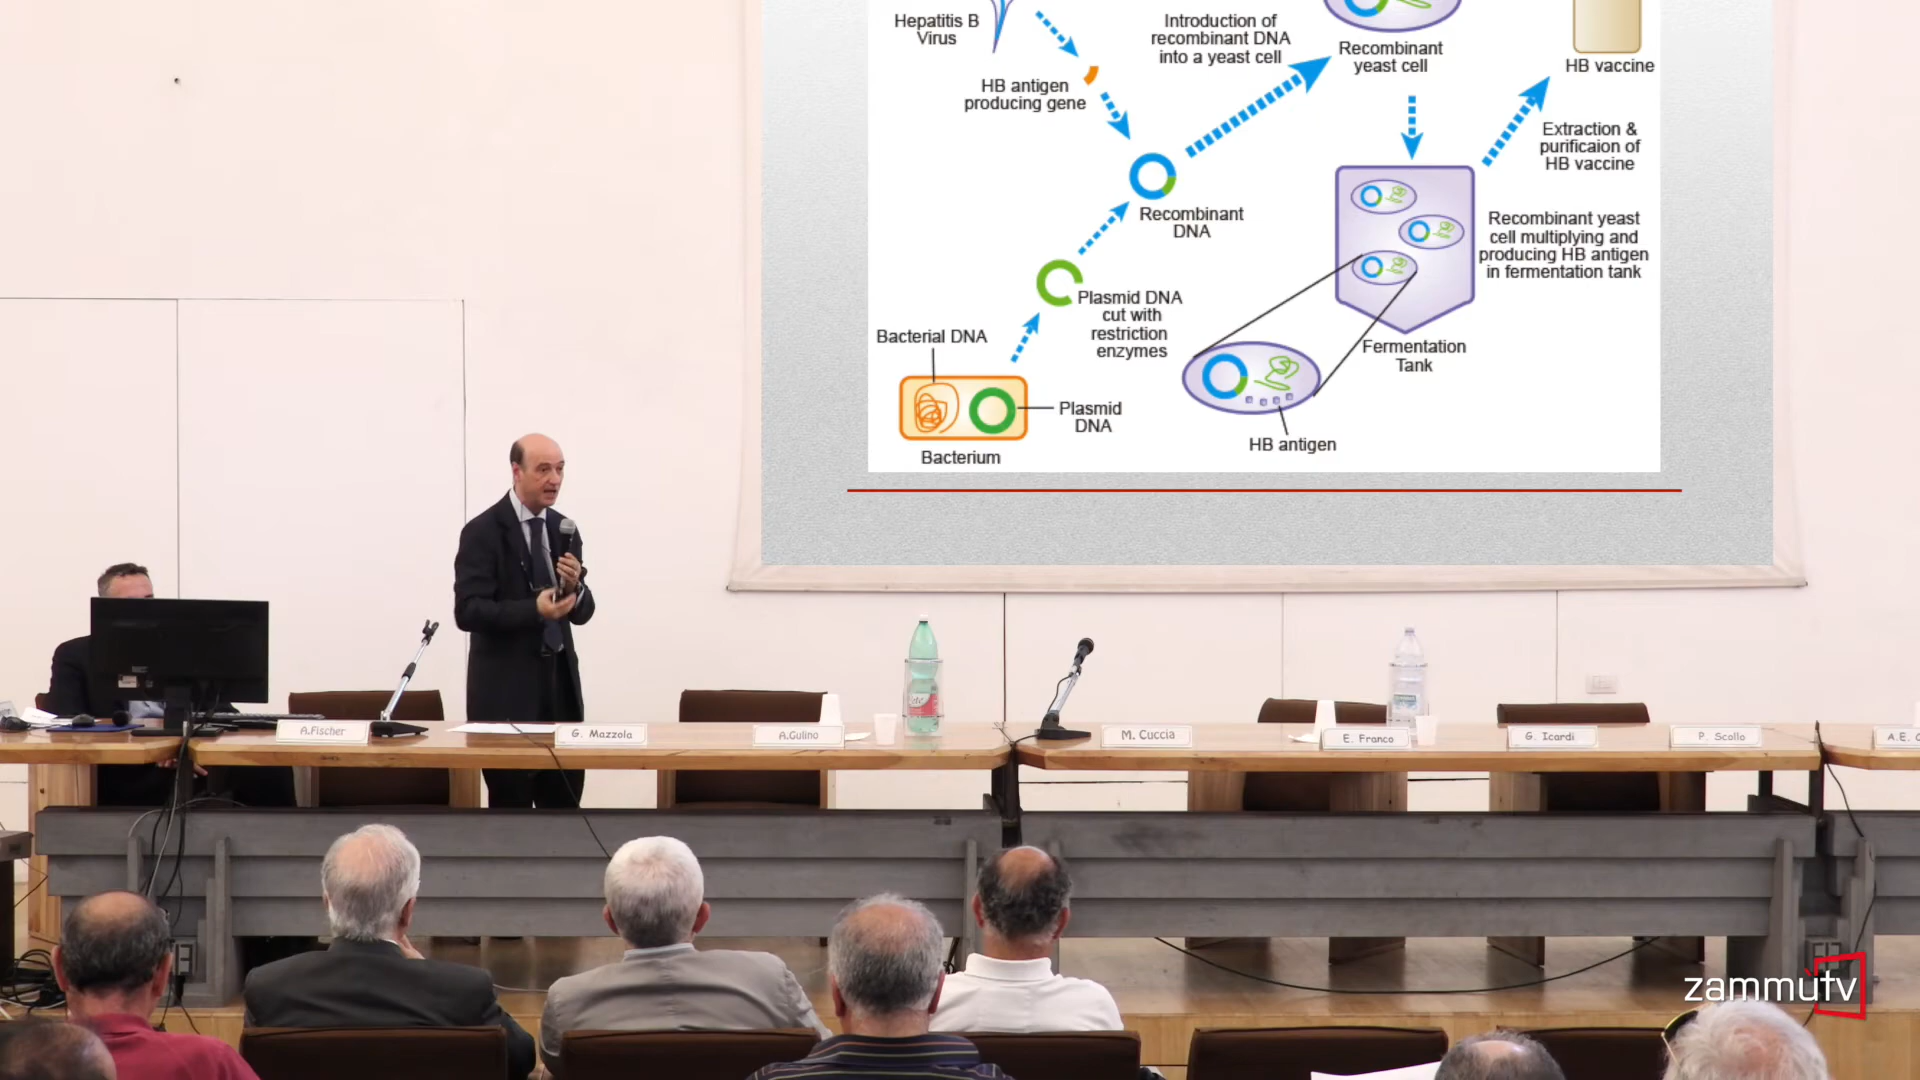 Hepatitis B
Virus
Introduction of
recombinant DNA
into a yeast cell
Recombinant
yeast cell
HB vaccine
HB antigen
producing gene
Extraction &
purificaion of
HB vaccine
Recombinant
DNA
Recombinant yeast
cell multiplying and
producing HB antigen
in fermentation tank
Plasmid DNA
cut with
restriction
enzymes
Bacterial DNA
Fermentation
Tank
Plasmid
DNA
HB antigen
Bacterium
A.Fischer
G. Mazzola
A.Gulino
M. Cuccia
E. Franco
G. Icardi
P. Scollo
A.E.
zammùtv